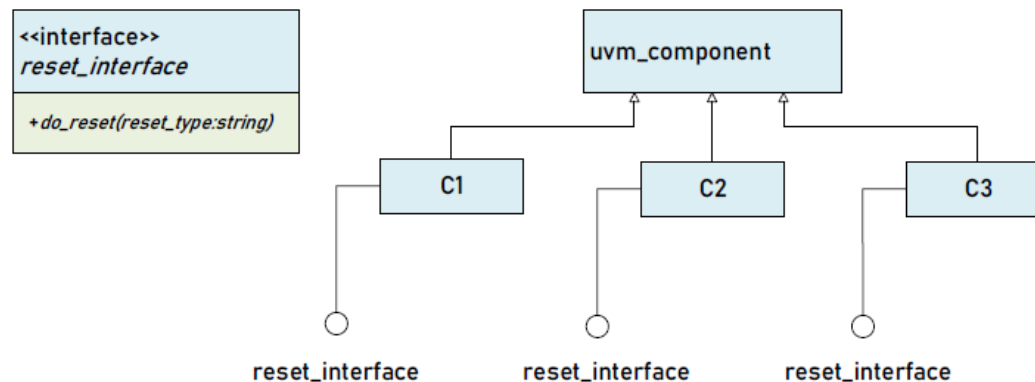 <<interface>>
reset_interface
+do_reset(reset_type:string)
uvm_component
C1
C2
C3
reset_interface
reset_interface
reset_interface